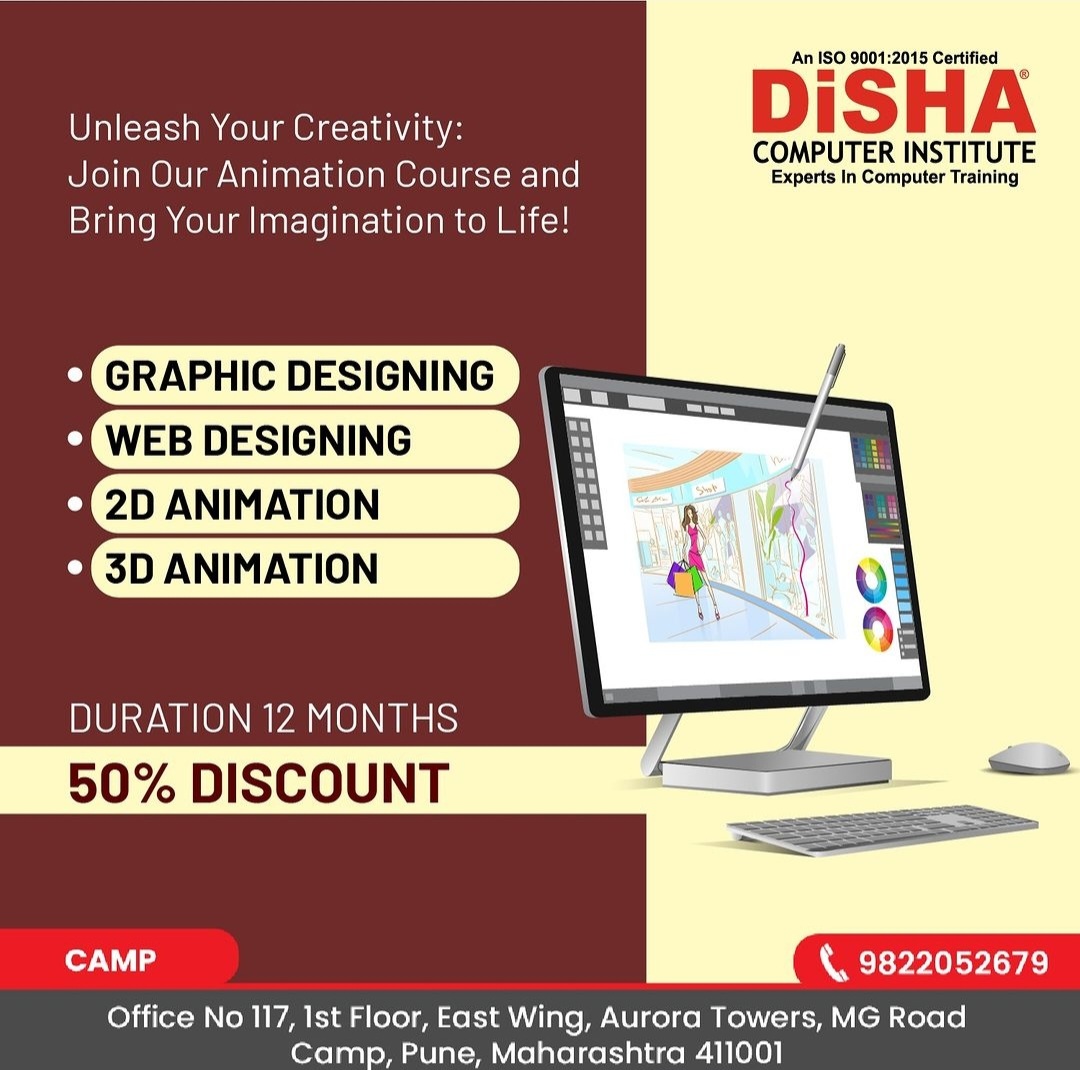 An ISO 9001:2015 Certified
DiSHA®
COMPUTER INSTITUTE
Experts In Computer Training
Unleash Your Creativity:
Join Our Animation Course and
Bring Your Imagination to Life!
• GRAPHIC DESIGNING
• WEB DESIGNING
• 2D ANIMATION
• 3D ANIMATION
Shop
DURATION 12 MONTHS
50% DISCOUNT
CAMP
9822052679
Office No 117, 1st Floor, East Wing, Aurora Towers, MG Road
Camp, Pune, Maharashtra 411001